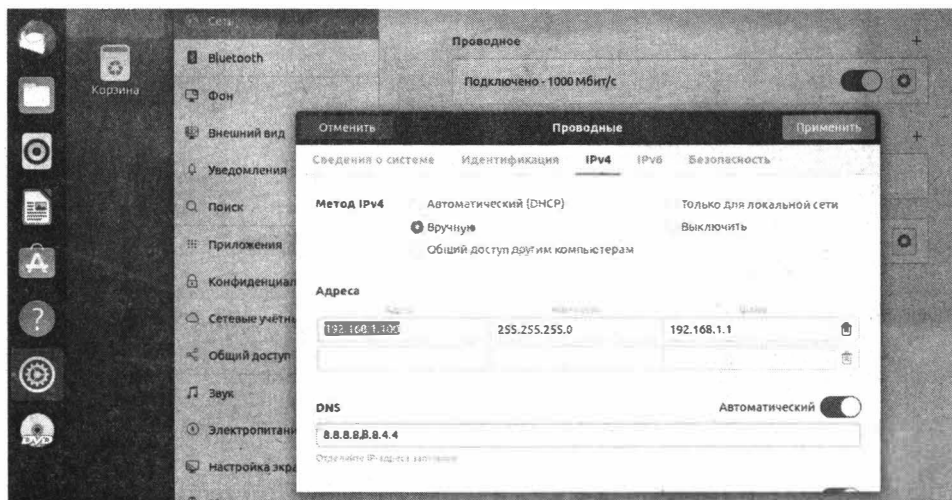 Сеть
Проводное
Корзина
Bluetooth
Подключено - 1000 Мбит/с
Фон
Внешний вид
Отменить Проводные Применить
Сведения о системе Идентификация IPv4 IPv6 Безопасность
Уведомления
Метод IPv4 Автоматический (DHCP) Только для локальной сети
Поиск
Вручную Выключить
Приложения
Общий доступ другим компьютерам
Конфиденциал
Адреса
Сетевые учётны
192.168.1.100 255.255.255.0 192.168.1.1
Общий доступ
Звук
DNS Автоматический
Электропитани
8.8.8.8,8.8.4.4
Настройка экра
DVD